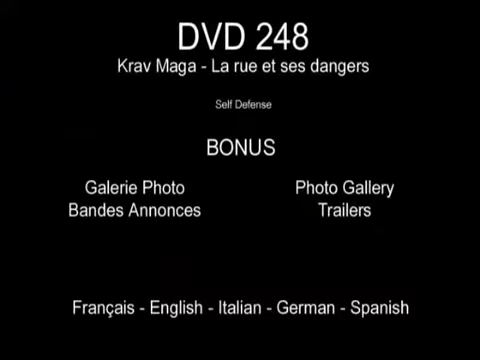 DVD 248
Krav Maga - La rue et ses dangers
Self Defense
BONUS
Galerie Photo
Bandes Annonces
Photo Gallery
Trailers
Français - English - Italian - German - Spanish